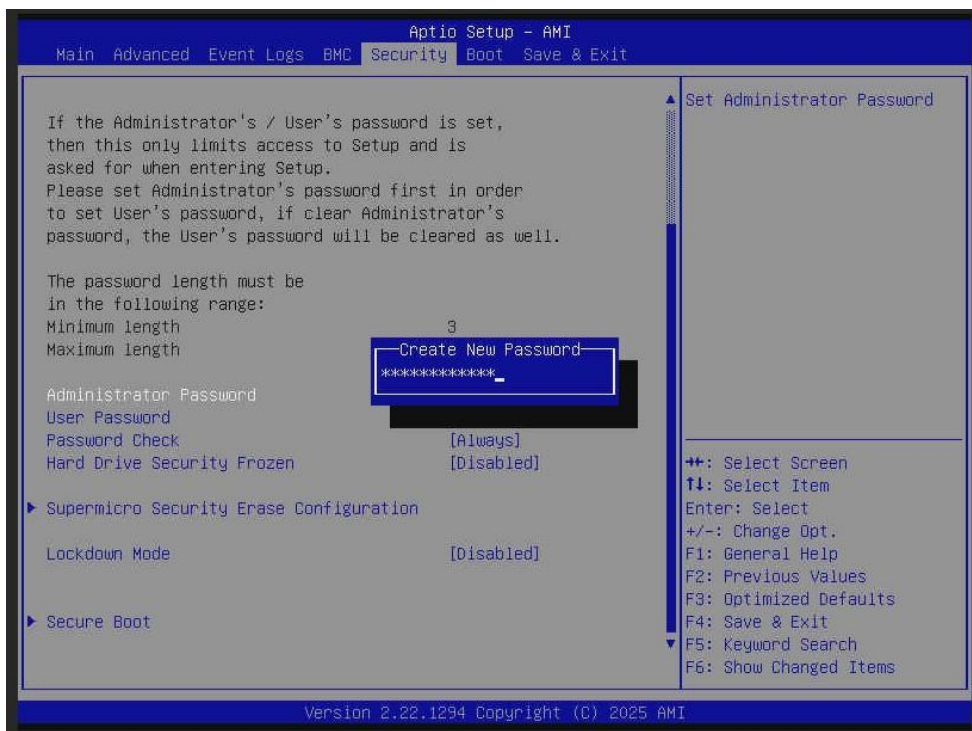 Aptio Setup - AMI
Main Advanced Event Logs BMC Security Boot Save & Exit
If the Administrator's / User's password is set,
then this only limits access to Setup and is
asked for when entering Setup.
Please set Administrator's password first in order
to set User's password, if clear Administrator's
password, the User's password will be cleared as well.
The password length must be
in the following range:
Minimum length 3
Maximum length
Create New Password
*************_
Administrator Password
User Password
Password Check [Always]
Hard Drive Security Frozen [Disabled]
Supermicro Security Erase Configuration
Lockdown Mode [Disabled]
Secure Boot
Set Administrator Password
→←: Select Screen
↑↓: Select Item
Enter: Select
+/-: Change Opt.
F1: General Help
F2: Previous Values
F3: Optimized Defaults
F4: Save & Exit
F5: Keyword Search
F6: Show Changed Items
Version 2.22.1294 Copyright (C) 2025 AMI